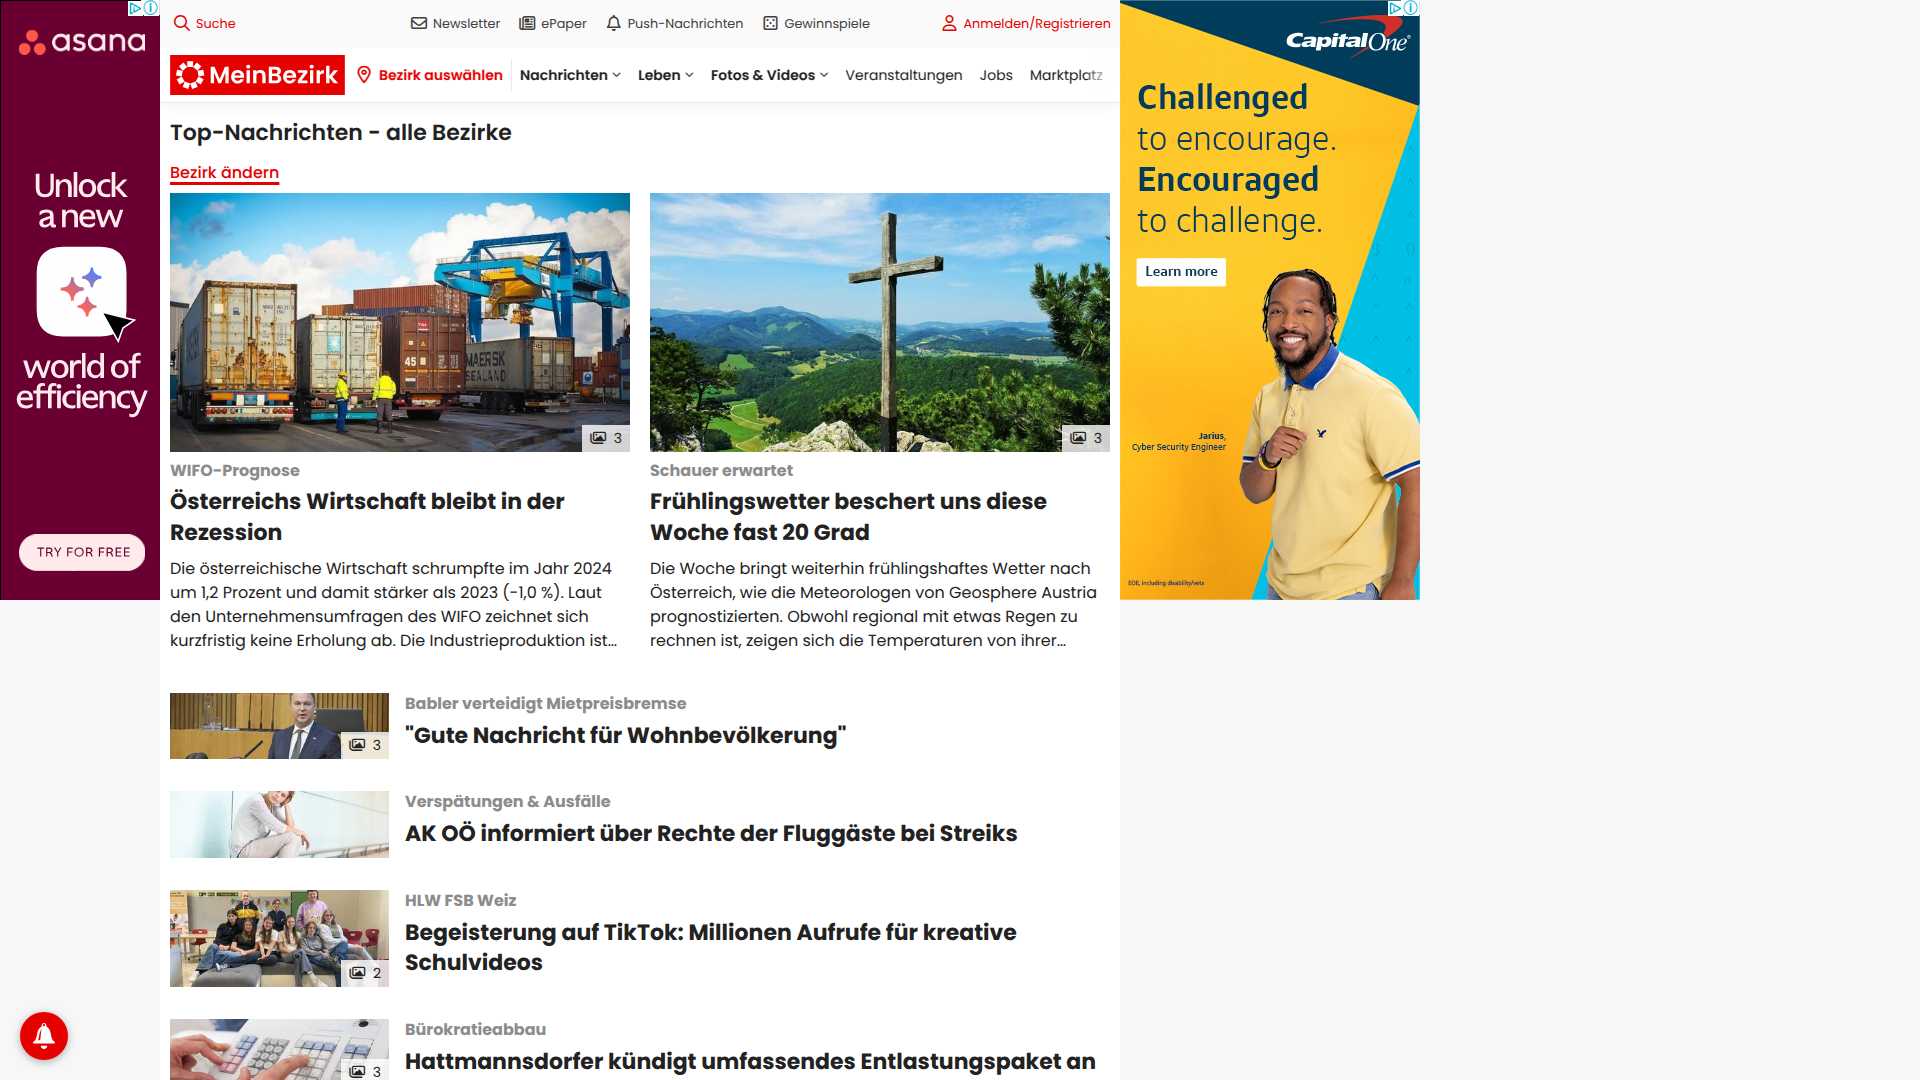 asana
Unlock
a new
world of
efficiency
TRY FOR FREE
Suche
Newsletter
ePaper
Push-Nachrichten
Gewinnspiele
Anmelden/Registrieren
MeinBezirk
Bezirk auswählen
Nachrichten
Leben
Fotos & Videos
Veranstaltungen
Jobs
Marktplatz
Top-Nachrichten - alle Bezirke
Bezirk ändern
3
WIFO-Prognose
Österreichs Wirtschaft bleibt in der
Rezession
Die österreichische Wirtschaft schrumpfte im Jahr 2024
um 1,2 Prozent und damit stärker als 2023 (-1,0 %). Laut
den Unternehmensumfragen des WIFO zeichnet sich
kurzfristig keine Erholung ab. Die Industrieproduktion ist...
3
Schauer erwartet
Frühlingswetter beschert uns diese
Woche fast 20 Grad
Die Woche bringt weiterhin frühlingshaftes Wetter nach
Österreich, wie die Meteorologen von Geosphere Austria
prognostizierten. Obwohl regional mit etwas Regen zu
rechnen ist, zeigen sich die Temperaturen von ihrer...
3
Babler verteidigt Mietpreisbremse
"Gute Nachricht für Wohnbevölkerung"
Verspätungen & Ausfälle
AK OÖ informiert über Rechte der Fluggäste bei Streiks
2
HLW FSB Weiz
Begeisterung auf TikTok: Millionen Aufrufe für kreative
Schulvideos
3
Bürokratieabbau
Hattmannsdorfer kündigt umfassendes Entlastungspaket an
Capital One
Challenged
to encourage.
Encouraged
to challenge.
Learn more
Jarius,
Cyber Security Engineer
EOE, including disability/vets
MAERSK
SEALAND
45